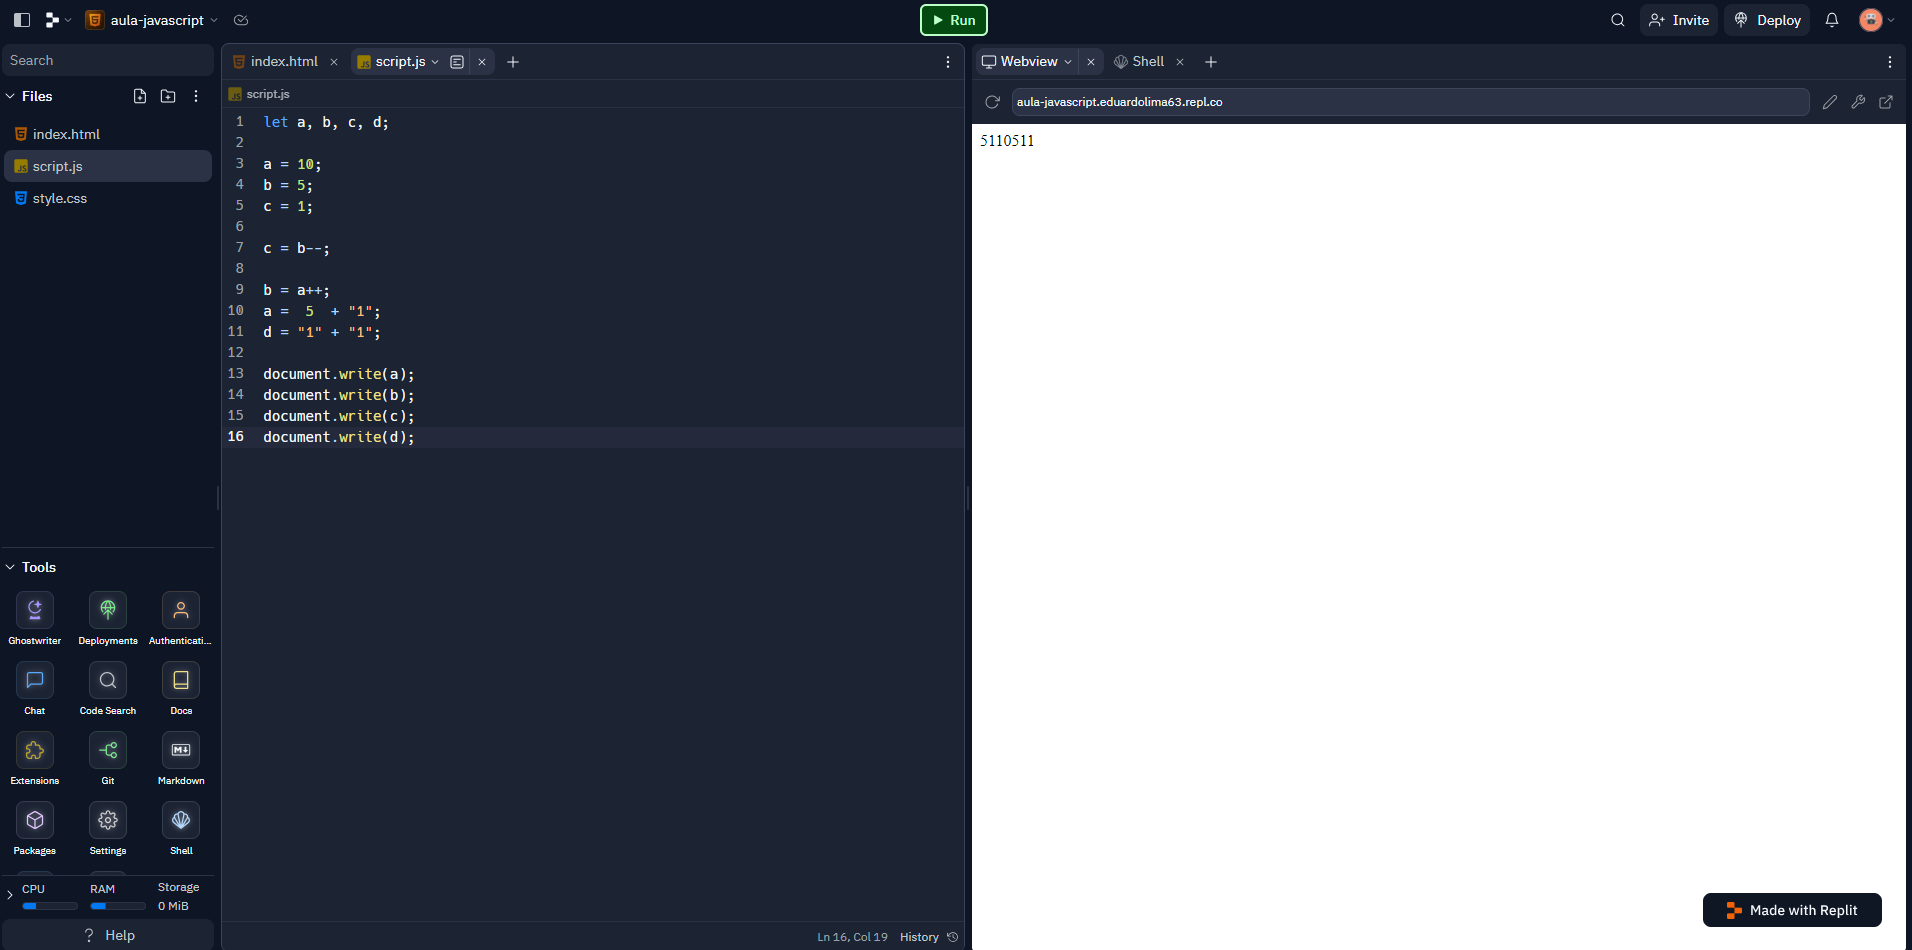 aula-javascript
Run
Invite
Deploy
Search
Files
index.html
script.js
style.css
index.html
script.js
script.js
1 let a, b, c, d;
2
3 a = 10;
4 b = 5;
5 c = 1;
6
7 c = b--;
8
9 b = a++;
10 a =  5  + "1";
11 d = "1" + "1";
12
13 document.write(a);
14 document.write(b);
15 document.write(c);
16 document.write(d);
Ln 16, Col 19 History
Webview
Shell
aula-javascript.eduardolima63.repl.co
5110511
Made with Replit
Tools
Ghostwriter Deployments Authenticati...
Chat Code Search Docs
Extensions Git Markdown
Packages Settings Shell
CPU RAM Storage
0 MiB
? Help